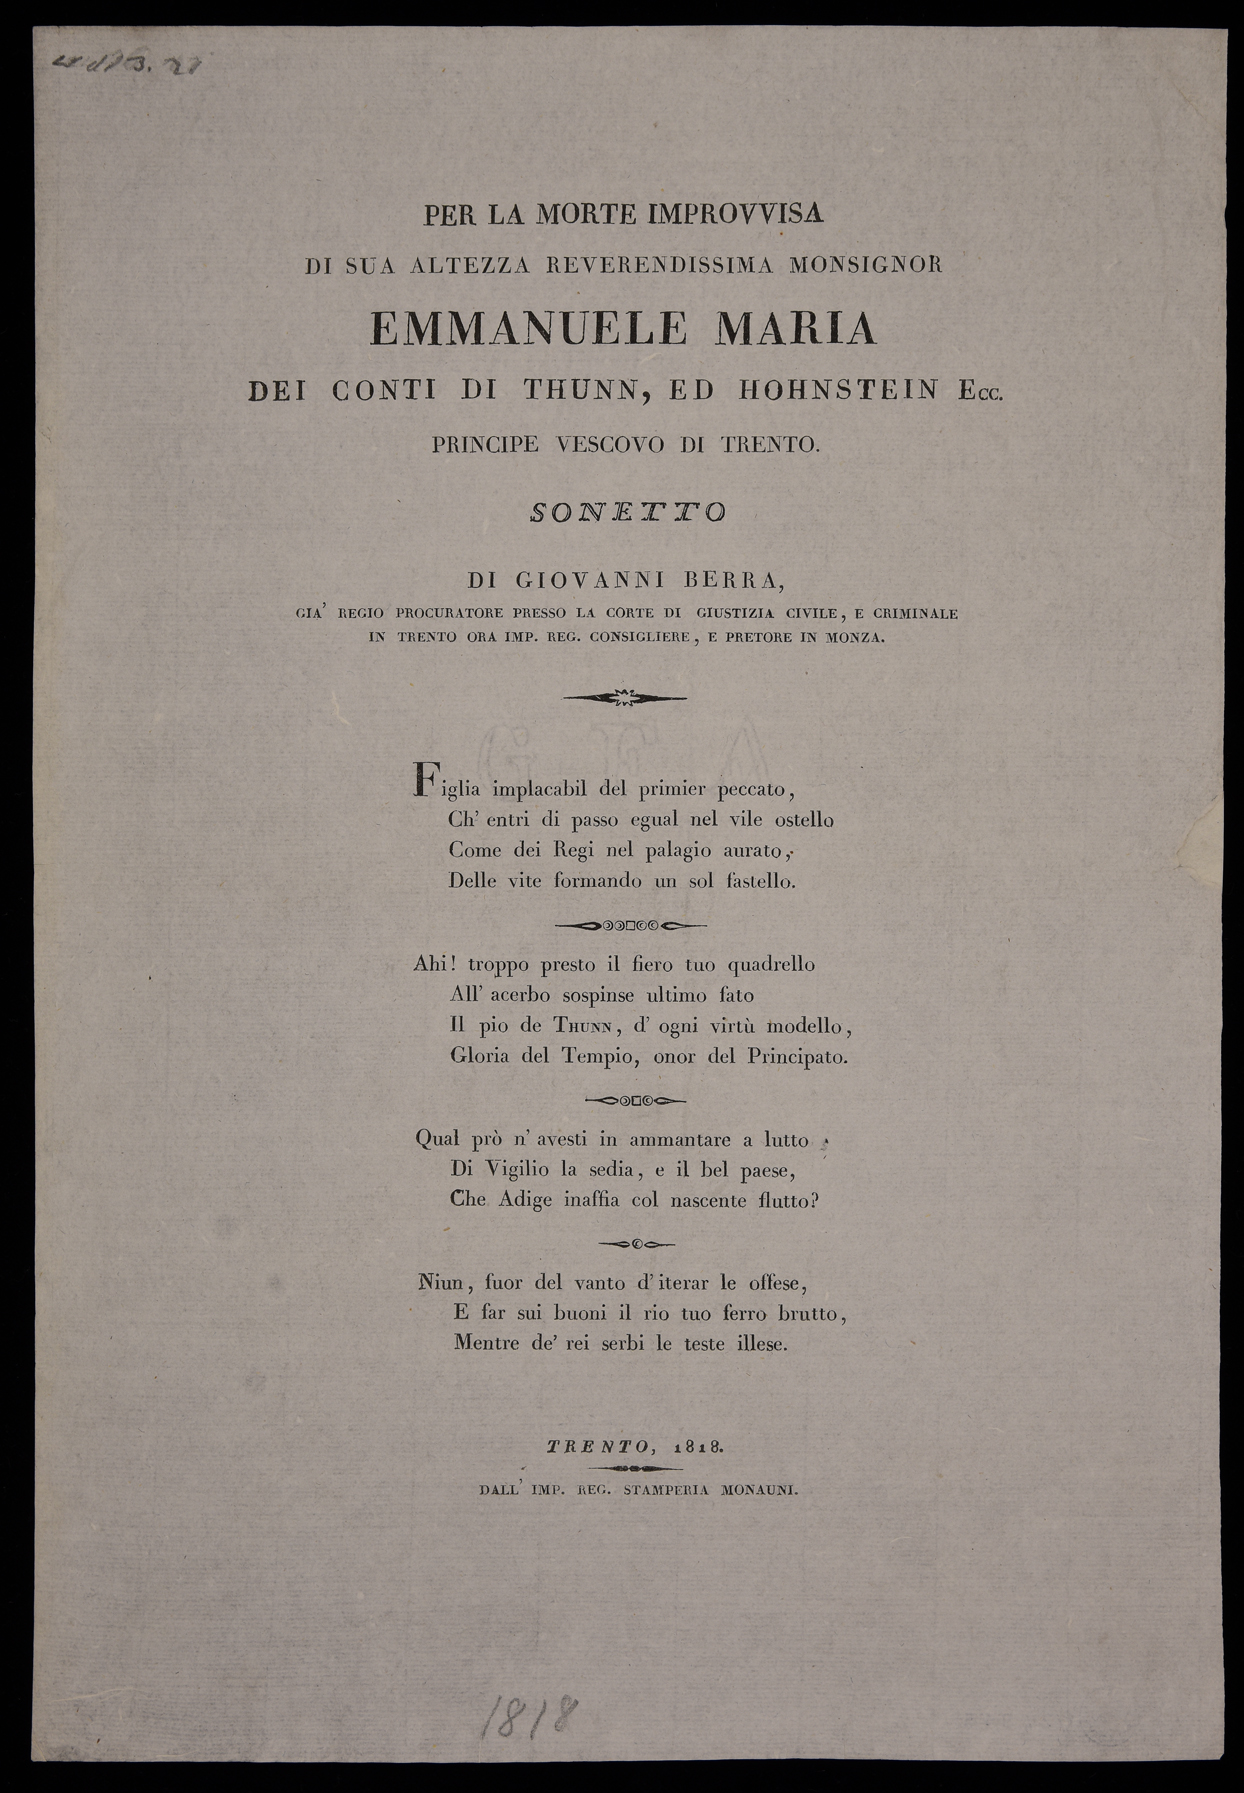 PER LA MORTE IMPROVVISA
DI SUA ALTEZZA REVERENDISSIMA MONSIGNOR
EMMANUELE MARIA
DEI CONTI DI THUNN, ED HOHNSTEIN Ecc.
PRINCIPE VESCOVO DI TRENTO.
SONETTO
DI GIOVANNI BERRA,
GIA' REGIO PROCURATORE PRESSO LA CORTE DI GIUSTIZIA CIVILE, E CRIMINALE
IN TRENTO ORA IMP. REG. CONSIGLIERE, E PRETORE IN MONZA.
Figlia implacabil del primier peccato,
Ch' entri di passo egual nel vile ostello
Come dei Regi nel palagio aurato,
Delle vite formando un sol fastello.
Ahi! troppo presto il fiero tuo quadrello
All' acerbo sospinse ultimo fato
Il pio de THUNN, d' ogni virtù modello,
Gloria del Tempio, onor del Principato.
Qual prò n' avesti in ammantare a lutto
Di Vigilio la sedia, e il bel paese,
Che Adige inaffia col nascente flutto?
Niun, fuor del vanto d' iterar le offese,
E far sui buoni il rio tuo ferro brutto,
Mentre de' rei serbi le teste illese.
TRENTO, 1818.
DALL' IMP. REG. STAMPERIA MONAUNI.
1818